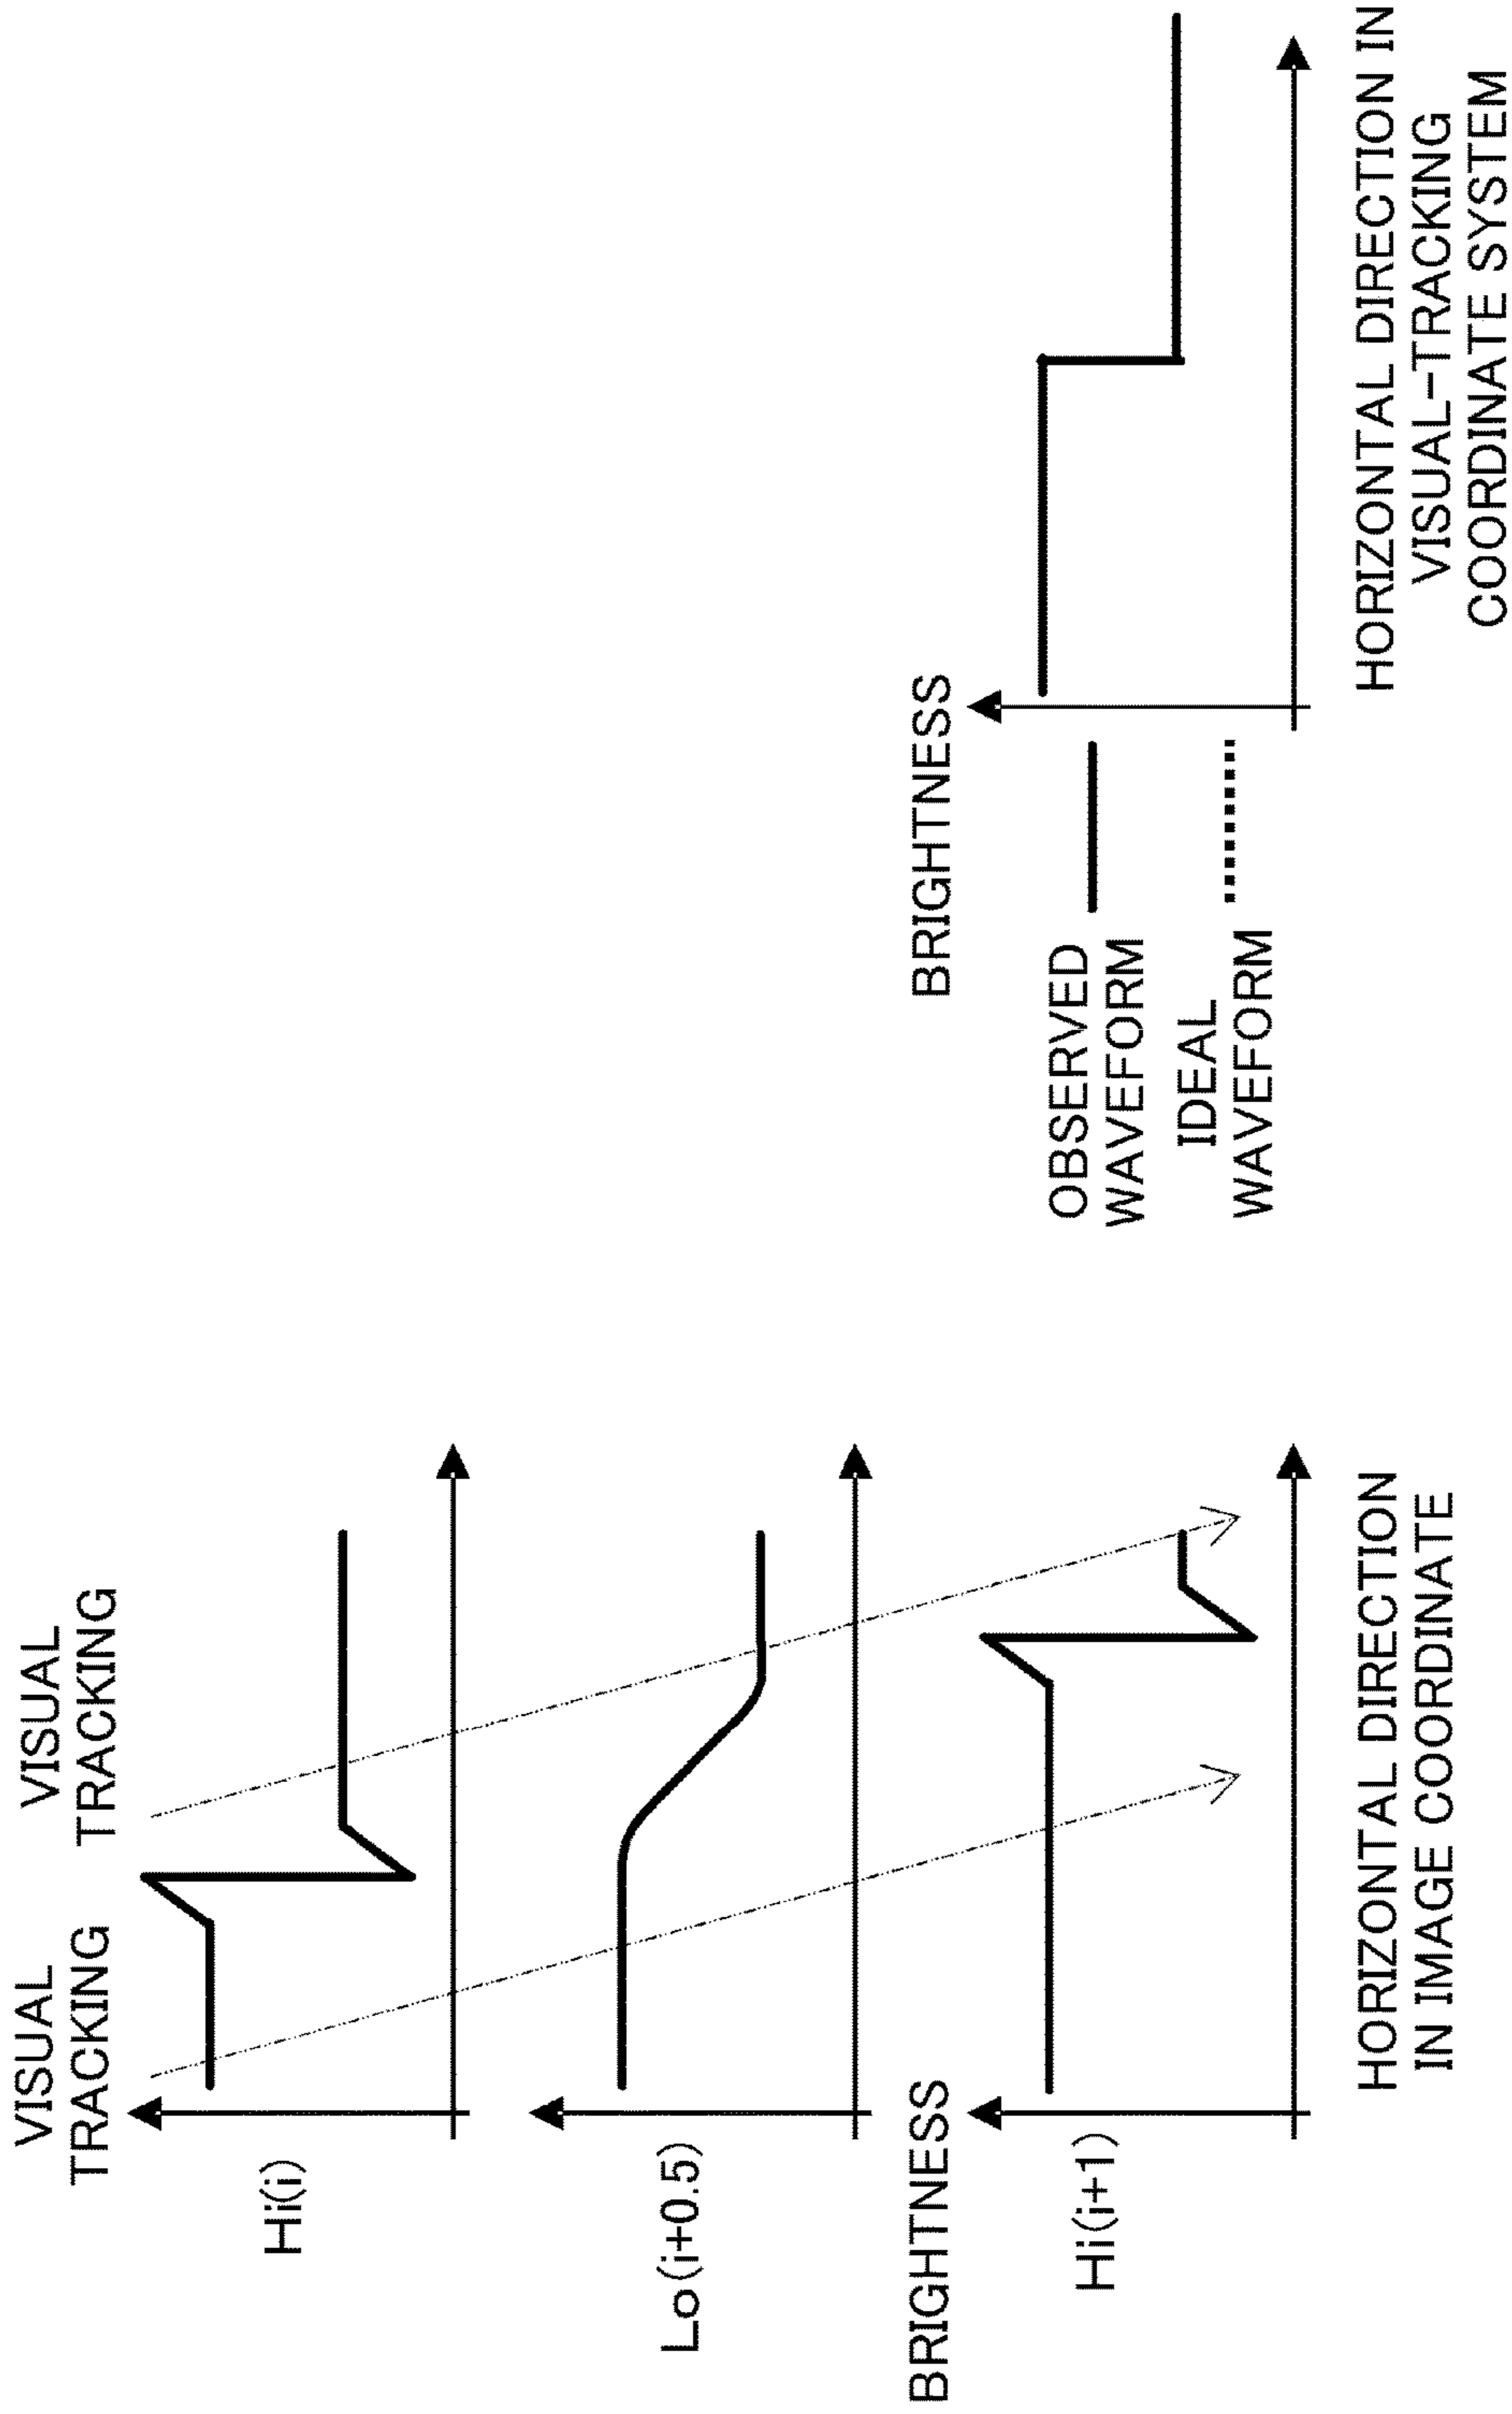 VISUAL
TRACKING
VISUAL
TRACKING
Hi(i)
Lo(i+0.5)
BRIGHTNESS
Hi(i+1)
HORIZONTAL DIRECTION
IN IMAGE COORDINATE
BRIGHTNESS
OBSERVED
WAVEFORM
IDEAL
WAVEFORM
HORIZONTAL DIRECTION IN
VISUAL-TRACKING
COORDINATE SYSTEM